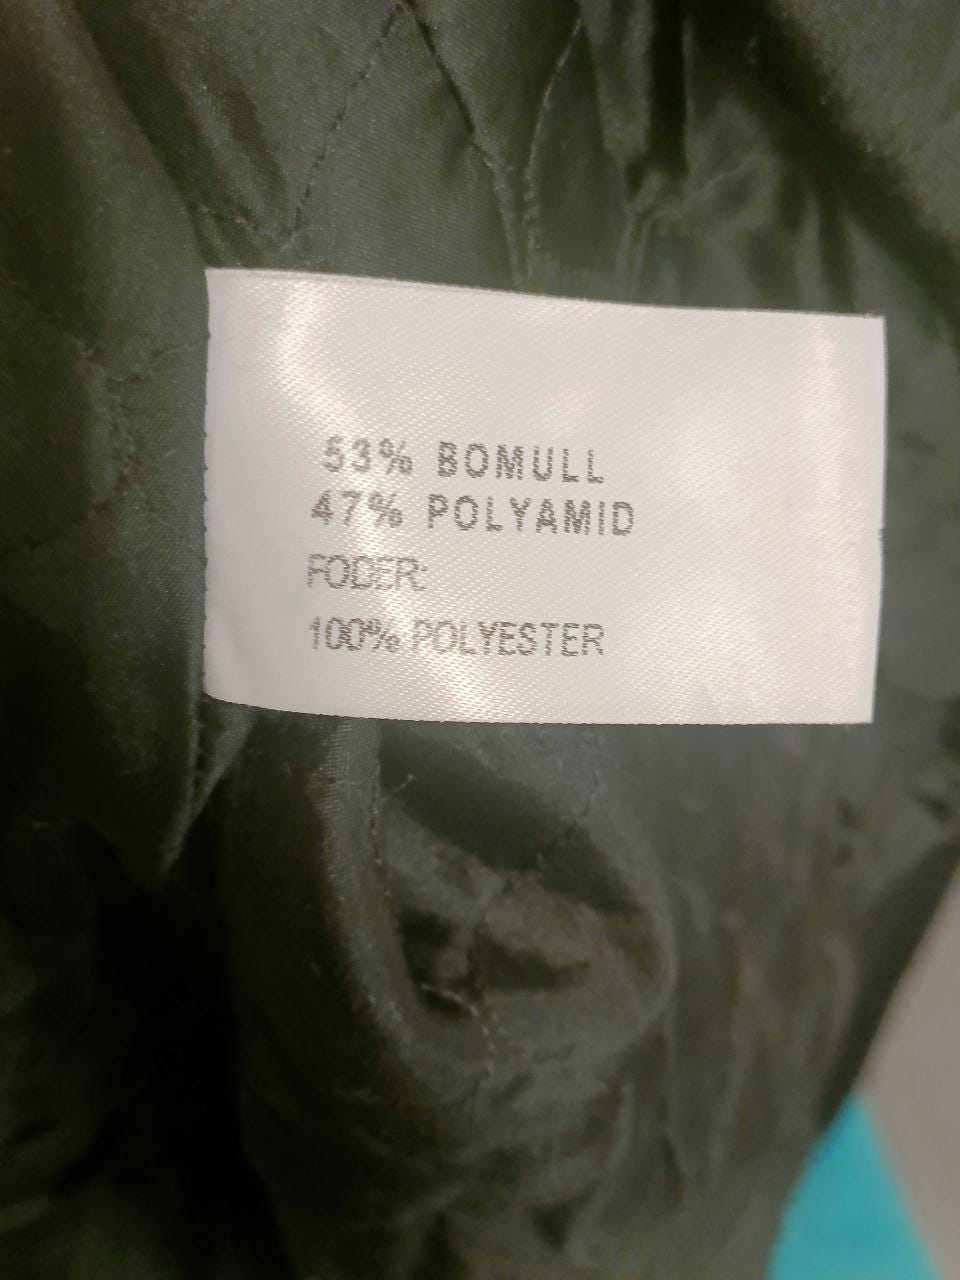 53% BOMULL
47% POLYAMID
FODER:
100% POLYESTER